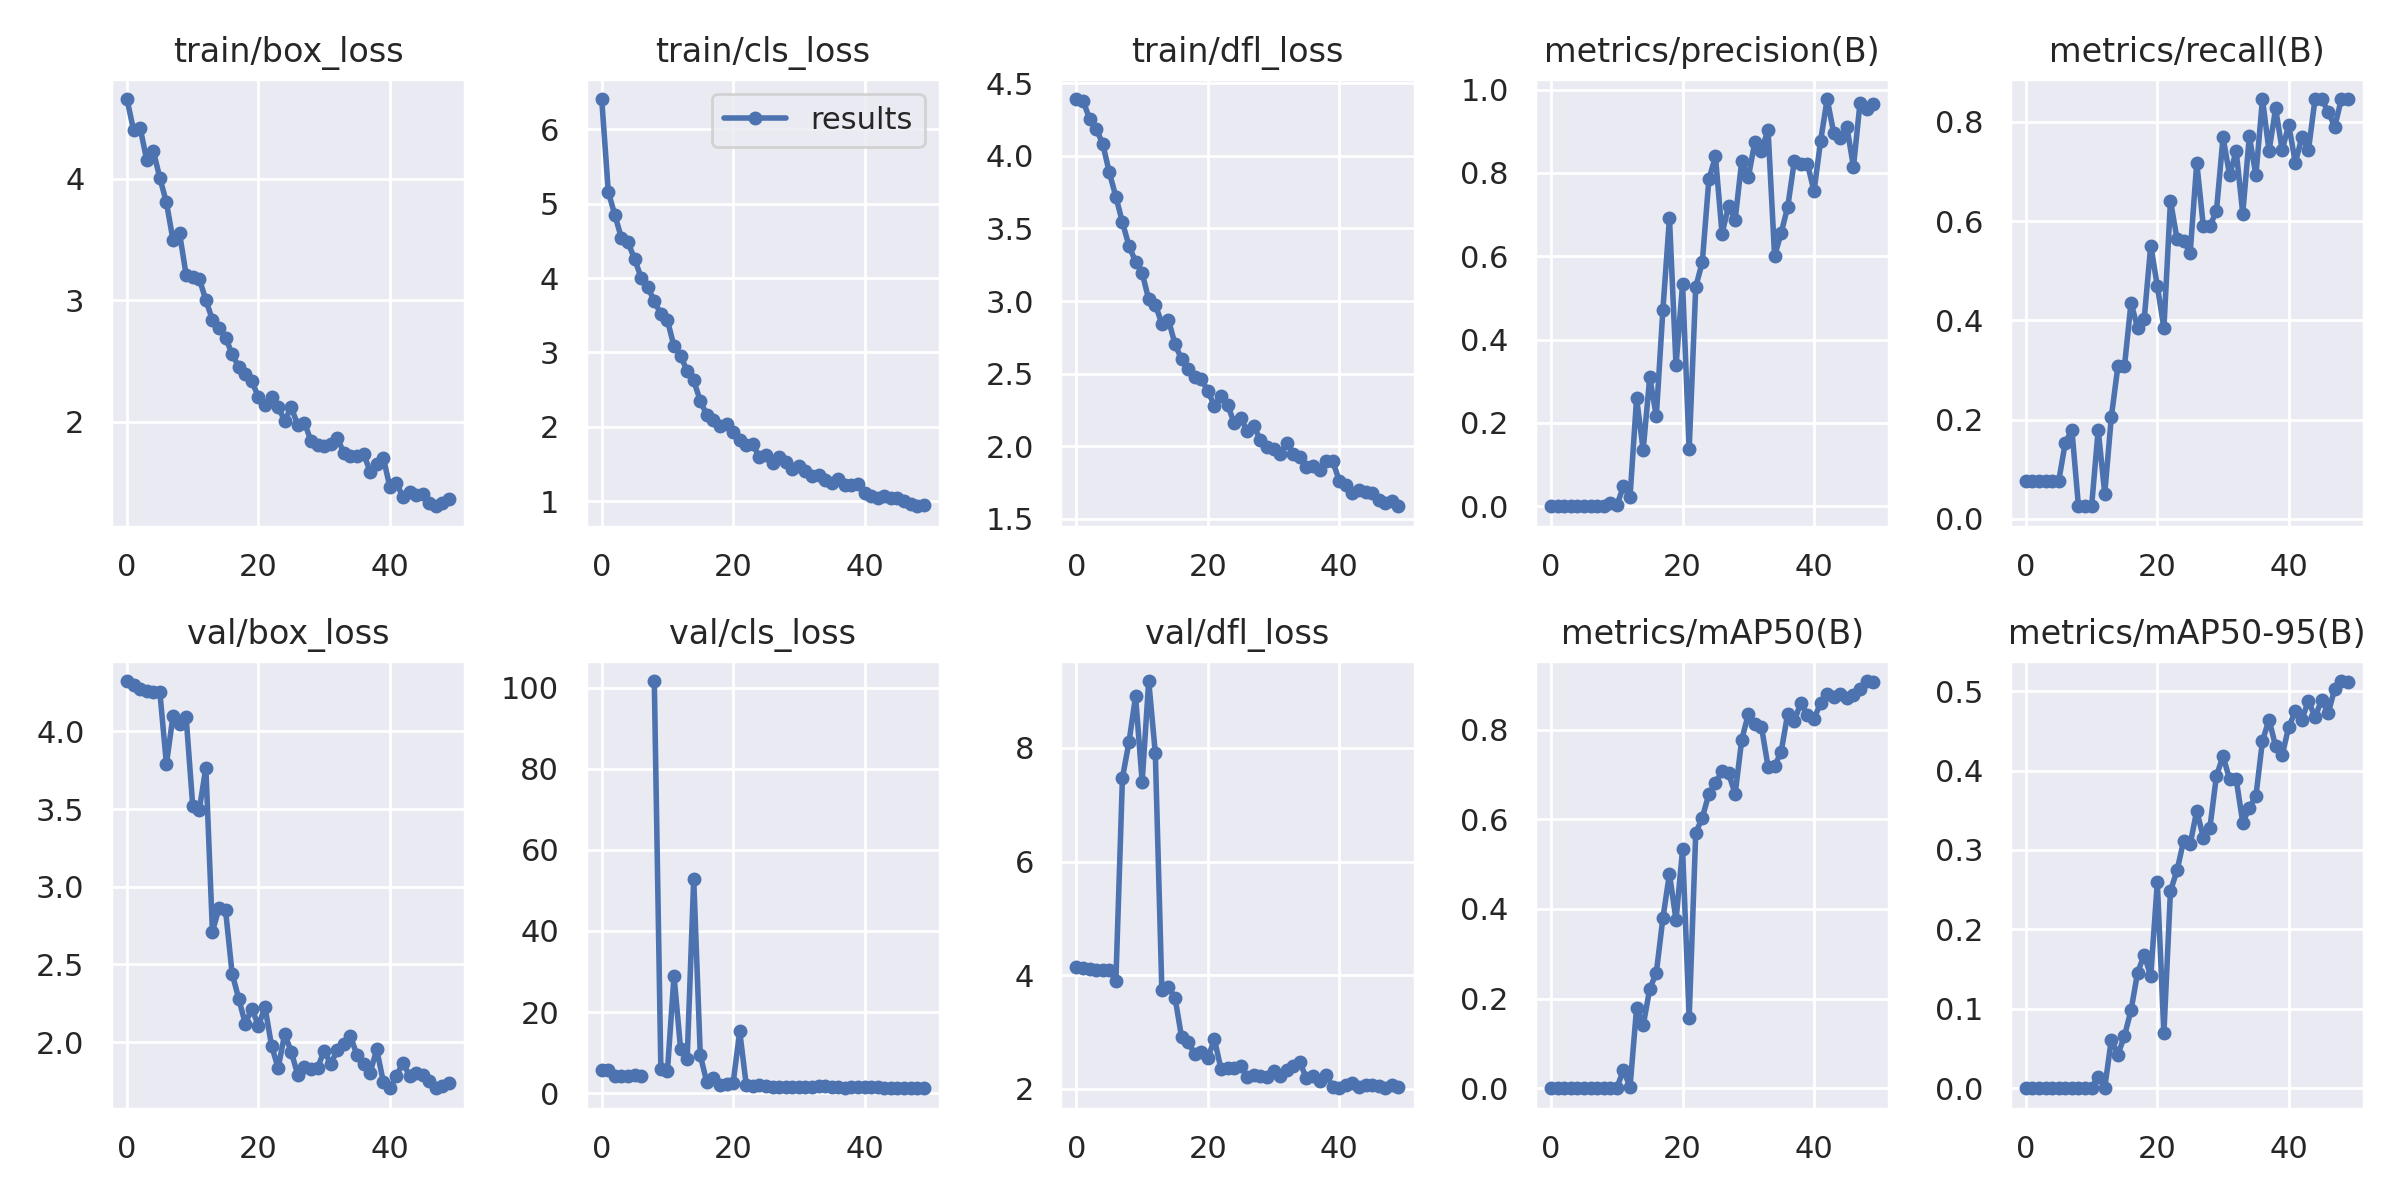 train/box_loss
4
3
2
0 20 40
train/cls_loss
results
6
5
4
3
2
1
0 20 40
train/dfl_loss
4.5
4.0
3.5
3.0
2.5
2.0
1.5
0 20 40
metrics/precision(B)
1.0
0.8
0.6
0.4
0.2
0.0
0 20 40
metrics/recall(B)
0.8
0.6
0.4
0.2
0.0
0 20 40
val/box_loss
4.0
3.5
3.0
2.5
2.0
0 20 40
val/cls_loss
100
80
60
40
20
0
0 20 40
val/dfl_loss
8
6
4
2
0 20 40
metrics/mAP50(B)
0.8
0.6
0.4
0.2
0.0
0 20 40
metrics/mAP50-95(B)
0.5
0.4
0.3
0.2
0.1
0.0
0 20 40